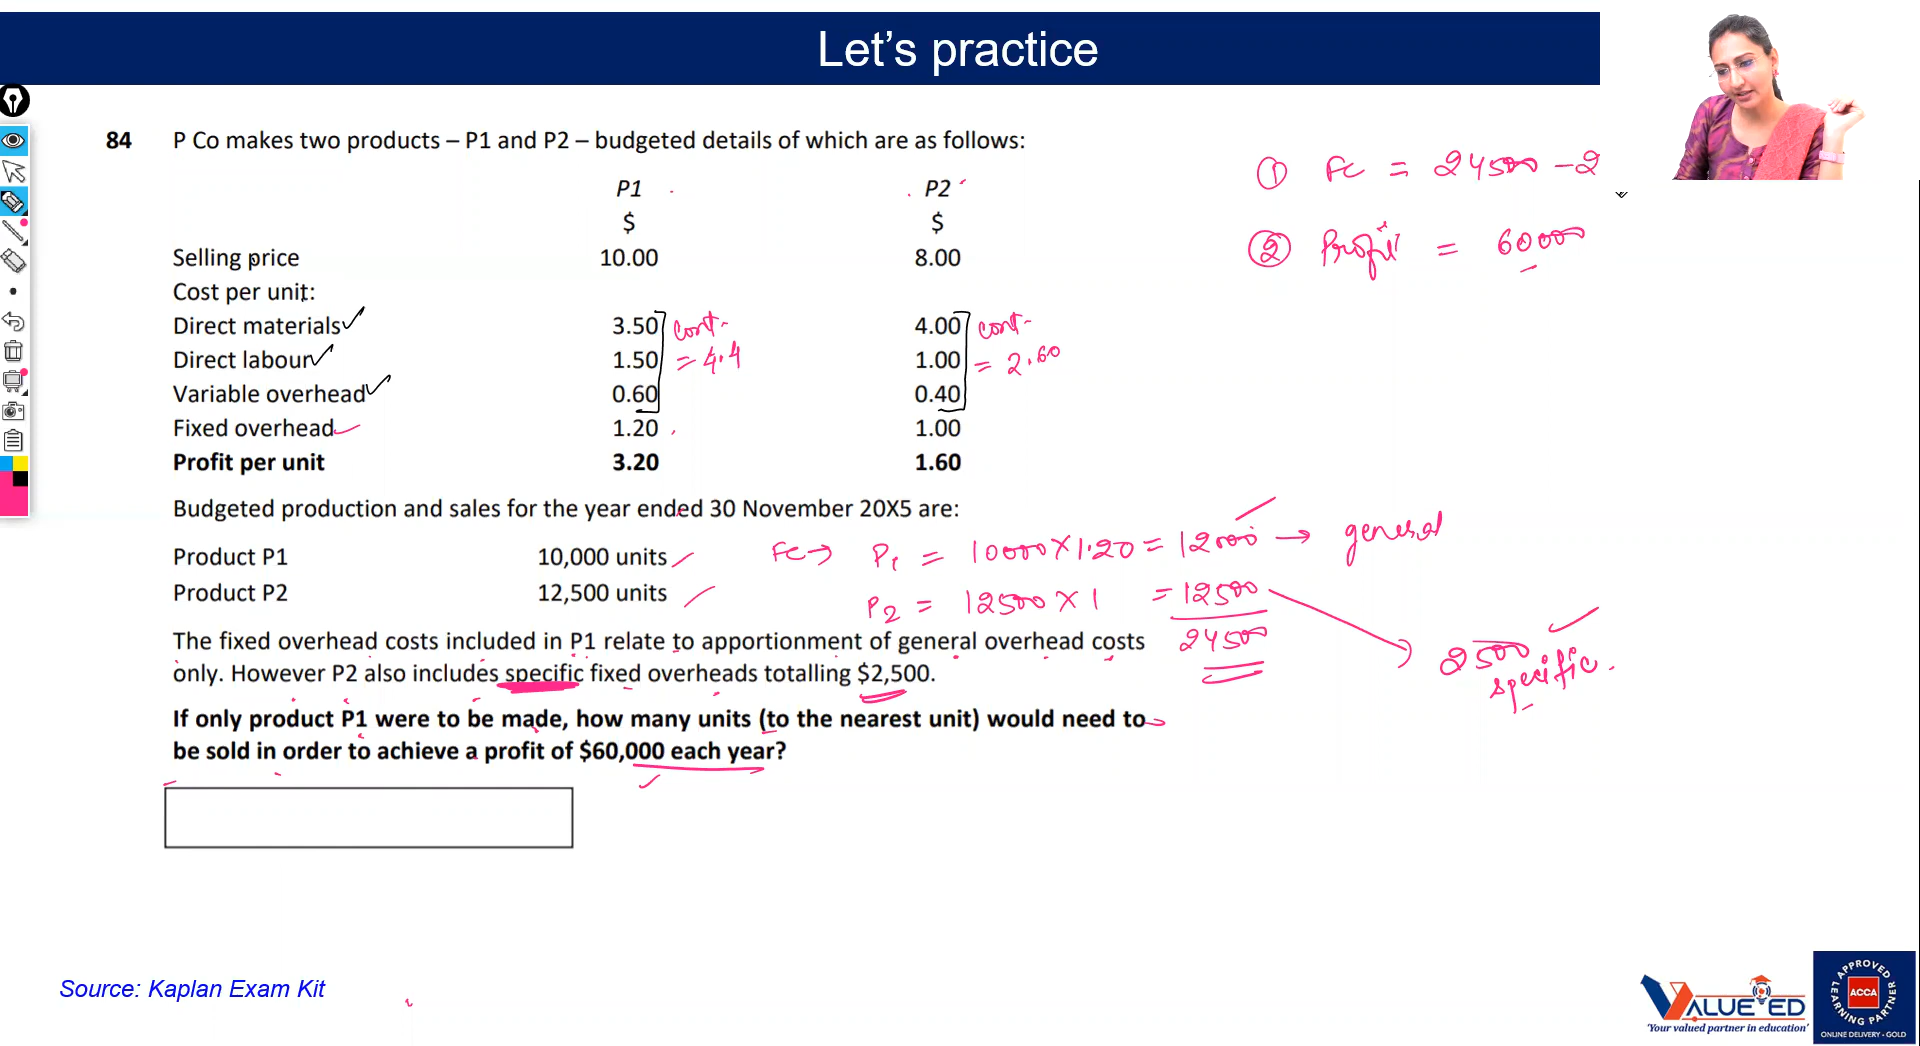 Let's practice
84 P Co makes two products – P1 and P2 – budgeted details of which are as follows:
P1 P2
$ $
Selling price 10.00 8.00
Cost per unit:
Direct materials 3.50 4.00
Direct labour 1.50 1.00
Variable overhead 0.60 0.40
Fixed overhead 1.20 1.00
Profit per unit 3.20 1.60
cont.
= 4.4
cont.
= 2.60
① Fc = 24500 - 2
② Profit = 60000
Budgeted production and sales for the year ended 30 November 20X5 are:
Product P1 10,000 units
Product P2 12,500 units
FC → P1 = 10000 X 1.20 = 12000 → general
P2 = 12500 X 1 = 12500
24500
2500
specific.
The fixed overhead costs included in P1 relate to apportionment of general overhead costs
only. However P2 also includes specific fixed overheads totalling $2,500.
If only product P1 were to be made, how many units (to the nearest unit) would need to
be sold in order to achieve a profit of $60,000 each year?
Source: Kaplan Exam Kit
VALUE ED
'Your valued partner in education'
APPROVED
LEARNING PARTNER
ACCA
ONLINE DELIVERY - GOLD